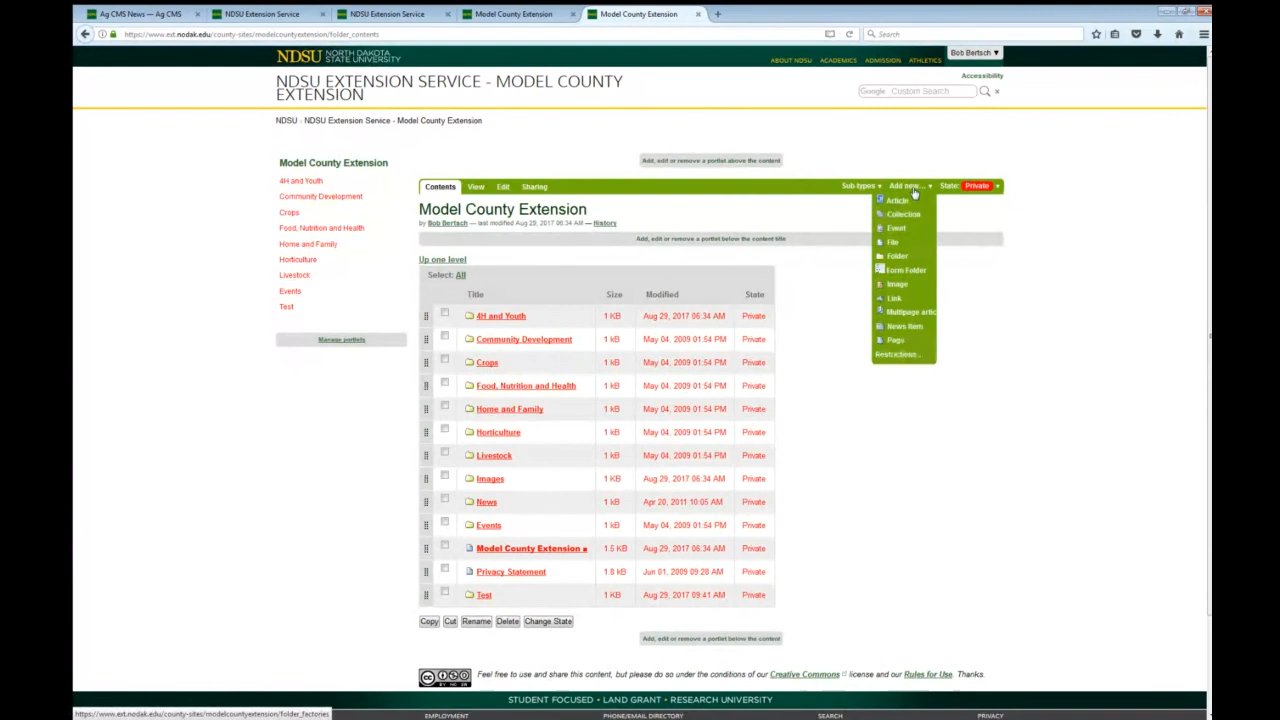 Ag CMS News — Ag CMS
NDSU Extension Service
NDSU Extension Service
Model County Extension
Model County Extension
https://www.ext.nodak.edu/county-sites/modelcountyextension/folder_contents
Search
NDSU NORTH DAKOTA STATE UNIVERSITY
Bob Bertsch ▼
ABOUT NDSU ACADEMICS ADMISSION ATHLETICS
Accessibility
NDSU EXTENSION SERVICE - MODEL COUNTY
EXTENSION
Google Custom Search
NDSU › NDSU Extension Service › Model County Extension
Add, edit or remove a portlet above the content
Model County Extension
4H and Youth
Community Development
Crops
Food, Nutrition and Health
Home and Family
Horticulture
Livestock
Events
Test
Manage portlets
Contents View Edit Sharing
Sub-types ▼ Add new… ▼ State: Private ▼
Article
Collection
Event
File
Folder
Form Folder
Image
Link
Multipage artic
News Item
Page
Restrictions…
Model County Extension
by Bob Bertsch — last modified Aug 29, 2017 06:34 AM — History
Add, edit or remove a portlet below the content title
Up one level
Select: All
Title Size Modified State
4H and Youth 1 KB Aug 29, 2017 06:34 AM Private
Community Development 1 kB May 04, 2009 01:54 PM Private
Crops 1 kB May 04, 2009 01:54 PM Private
Food, Nutrition and Health 1 kB May 04, 2009 01:54 PM Private
Home and Family 1 kB May 04, 2009 01:54 PM Private
Horticulture 1 kB May 04, 2009 01:54 PM Private
Livestock 1 kB May 04, 2009 01:54 PM Private
Images 1 KB Aug 29, 2017 06:34 AM Private
News 1 kB Apr 20, 2011 10:05 AM Private
Events 1 kB May 04, 2009 01:54 PM Private
Model County Extension ■ 1.5 KB Aug 29, 2017 06:34 AM Private
Privacy Statement 1.8 kB Jun 01, 2009 09:28 AM Private
Test 1 KB Aug 29, 2017 09:41 AM Private
Copy Cut Rename Delete Change State
Add, edit or remove a portlet below the content
Feel free to use and share this content, but please do so under the conditions of our Creative Commons license and our Rules for Use. Thanks.
STUDENT FOCUSED • LAND GRANT • RESEARCH UNIVERSITY
https://www.ext.nodak.edu/county-sites/modelcountyextension/folder_factories
EMPLOYMENT PHONE/EMAIL DIRECTORY SEARCH PRIVACY